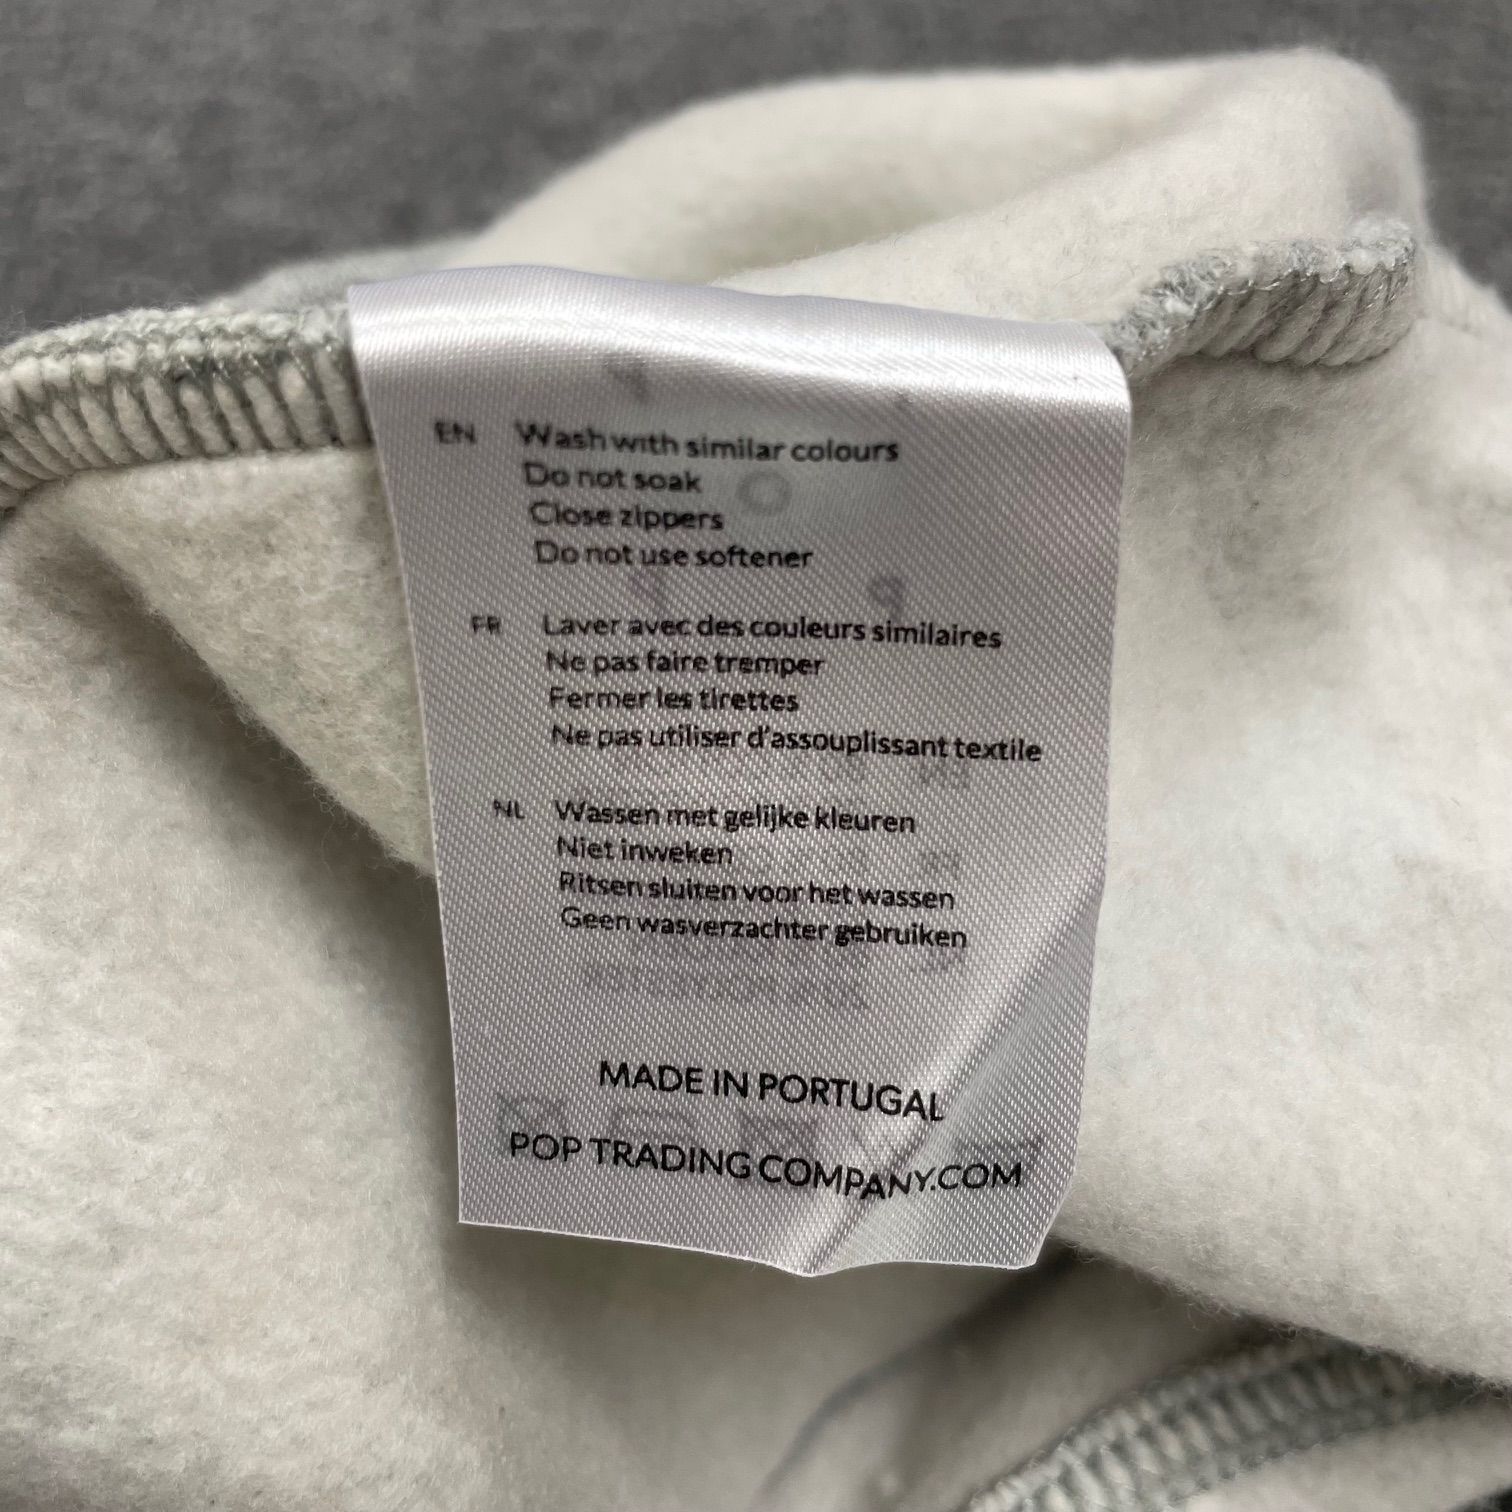 EN Wash with similar colours
Do not soak
Close zippers
Do not use softener
FR Laver avec des couleurs similaires
Ne pas faire tremper
Fermer les tirettes
Ne pas utiliser d'assouplissant textile
NL Wassen met gelijke kleuren
Niet inweken
Ritsen sluiten voor het wassen
Geen wasverzachter gebruiken
MADE IN PORTUGAL
POP TRADING COMPANY.COM